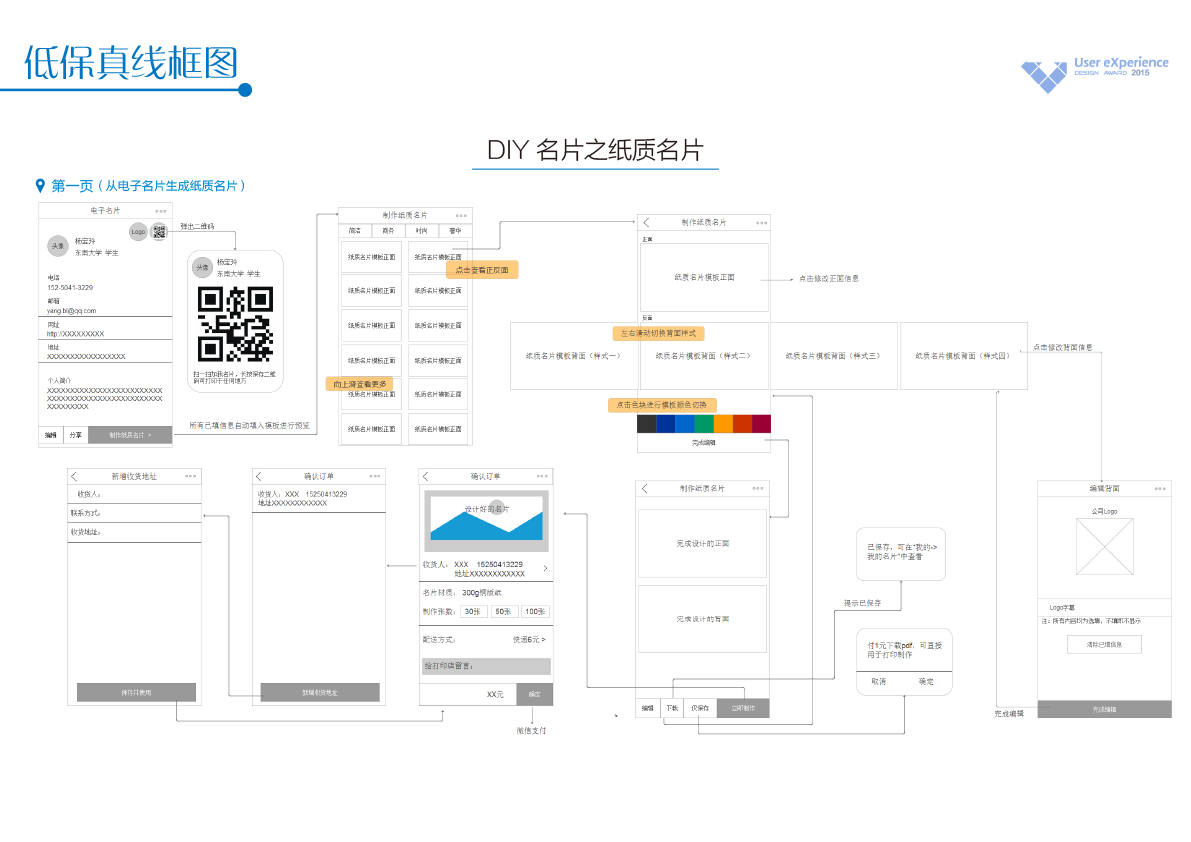 低保真线框图
User eXperience
DESIGN AWARD 2015
DIY 名片之纸质名片
第一页（从电子名片生成纸质名片）
电子名片
Logo
头像
杨玺玲
东南大学 学生
电话
152-5041-3229
邮箱
yang.bl@qq.com
网址
http://XXXXXXXXX
地址
XXXXXXXXXXXXXXXXX
个人简介
XXXXXXXXXXXXXXXXXXXXXXXXX
XXXXXXXXXXXXXXXXXXXXXXXXX
XXXXXXXXX
编辑
分享
制作纸质名片 >
弹出二维码
头像
杨玺玲
东南大学 学生
扫一扫加我名片，长按保存二维
码可打印于任何地方
所有已填信息自动填入模板进行预览
制作纸质名片
简洁
商务
时尚
奢华
纸质名片模板正面
纸质名片模板正面
点击查看正反面
纸质名片模板正面
纸质名片模板正面
纸质名片模板正面
纸质名片模板正面
纸质名片模板正面
纸质名片模板正面
向上滑查看更多
纸质名片模板正面
纸质名片模板正面
纸质名片模板正面
纸质名片模板正面
制作纸质名片
正面
纸质名片模板正面
点击修改正面信息
反面
左右滑动切换背面样式
纸质名片模板背面（样式一）
纸质名片模板背面（样式二）
纸质名片模板背面（样式三）
纸质名片模板背面（样式四）
点击修改背面信息
点击色块进行模板颜色切换
完成编辑
新增收货地址
收货人：
联系方式：
收货地址：
保存并使用
确认订单
收货人：XXX 15250413229
地址XXXXXXXXXXXX
新增收货地址
确认订单
设计好的名片
收货人： XXX 15250413229
地址XXXXXXXXXXXX
>
名片材质： 300g铜版纸
制作张数：
30张
50张
100张
配送方式：
快递6元 >
给打印店留言：
XX元
确定
微信支付
制作纸质名片
完成设计的正面
完成设计的背面
编辑
下载
仅保存
立即制作
已保存，可在“我的->
我的名片”中查看
提示已保存
付1元下载pdf，可直接
用于打印制作
取消
确定
编辑背面
公司Logo
Logo字幕
注：所有内容均为选填，不填即不显示
清除已填信息
完成编辑
完成编辑